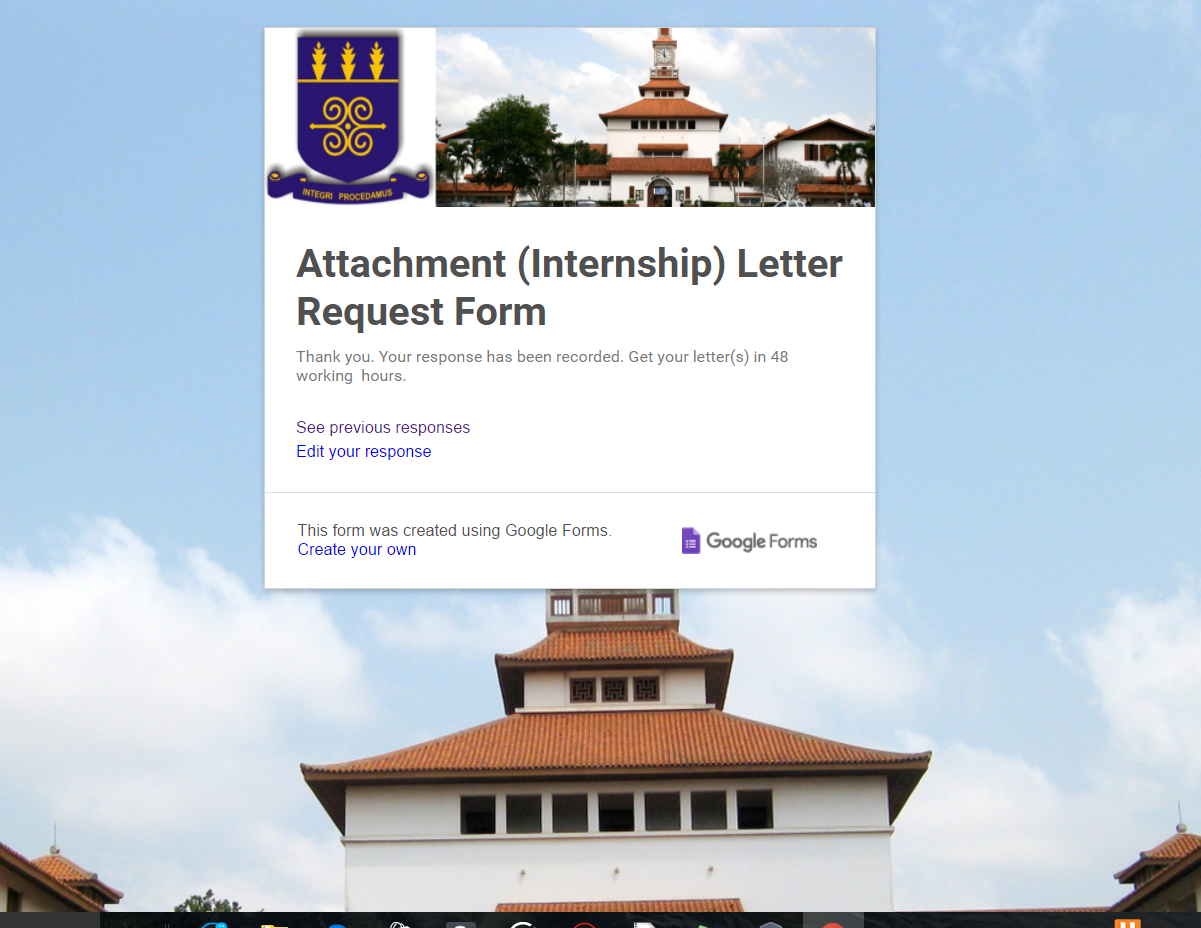 INTEGRI PROCEDAMUS
Attachment (Internship) Letter
Request Form
Thank you. Your response has been recorded. Get your letter(s) in 48
working  hours.
See previous responses
Edit your response
This form was created using Google Forms.
Create your own
Google Forms